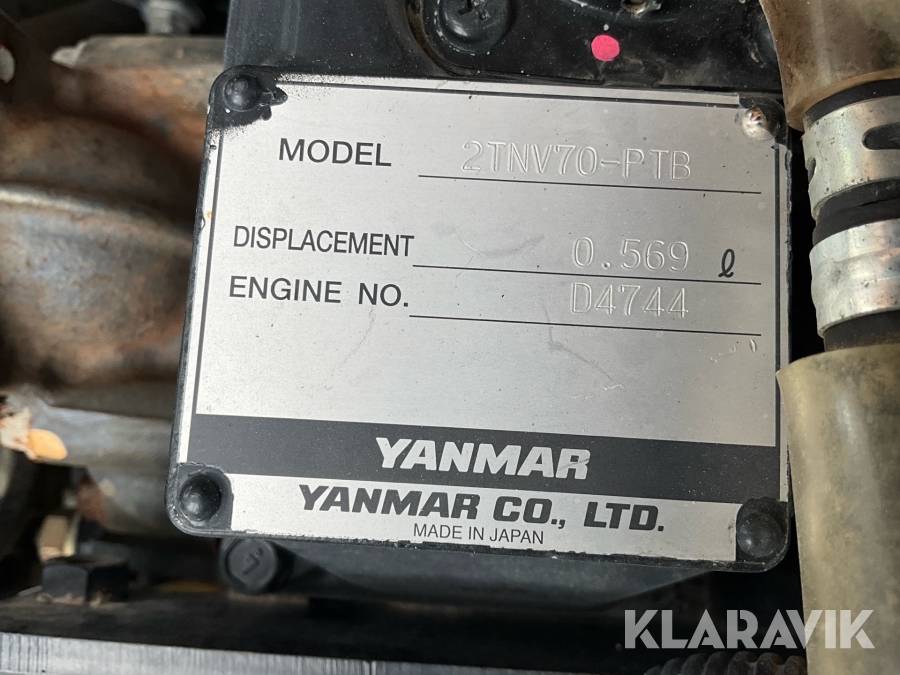 MODEL 2TNV70-PTB
DISPLACEMENT 0.569 ℓ
ENGINE NO. D4744
YANMAR
YANMAR CO., LTD.
MADE IN JAPAN
KLARAVIK